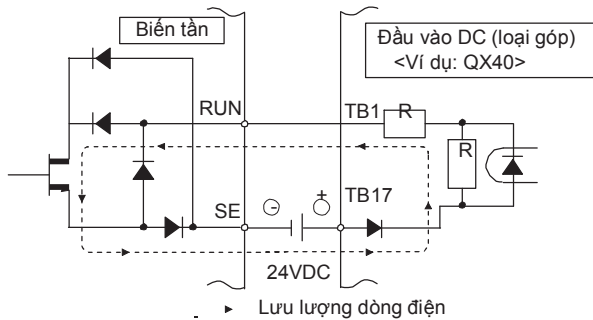 Biến tần
Đầu vào DC (loại góp)
<Ví dụ: QX40>
RUN
TB1
R
R
TB17
SE
- +
24VDC
Lưu lượng dòng điện